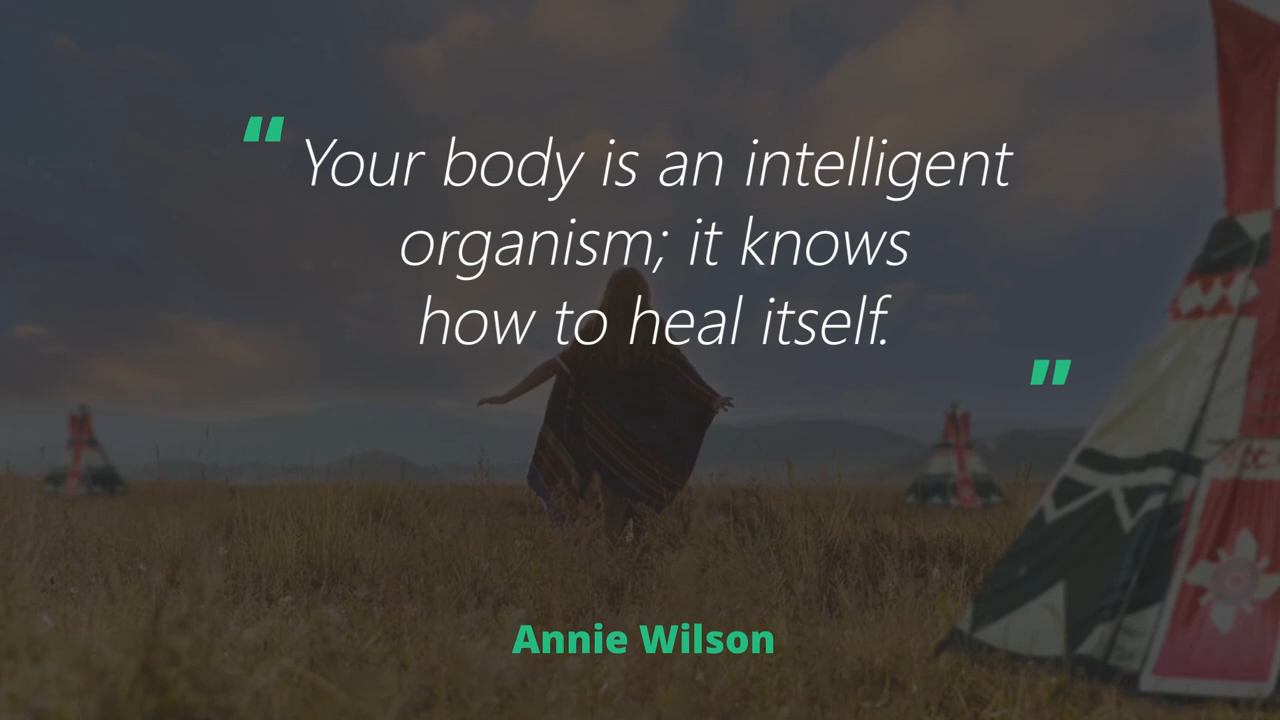 " Your body is an intelligent
organism; it knows
how to heal itself.
"
Annie Wilson